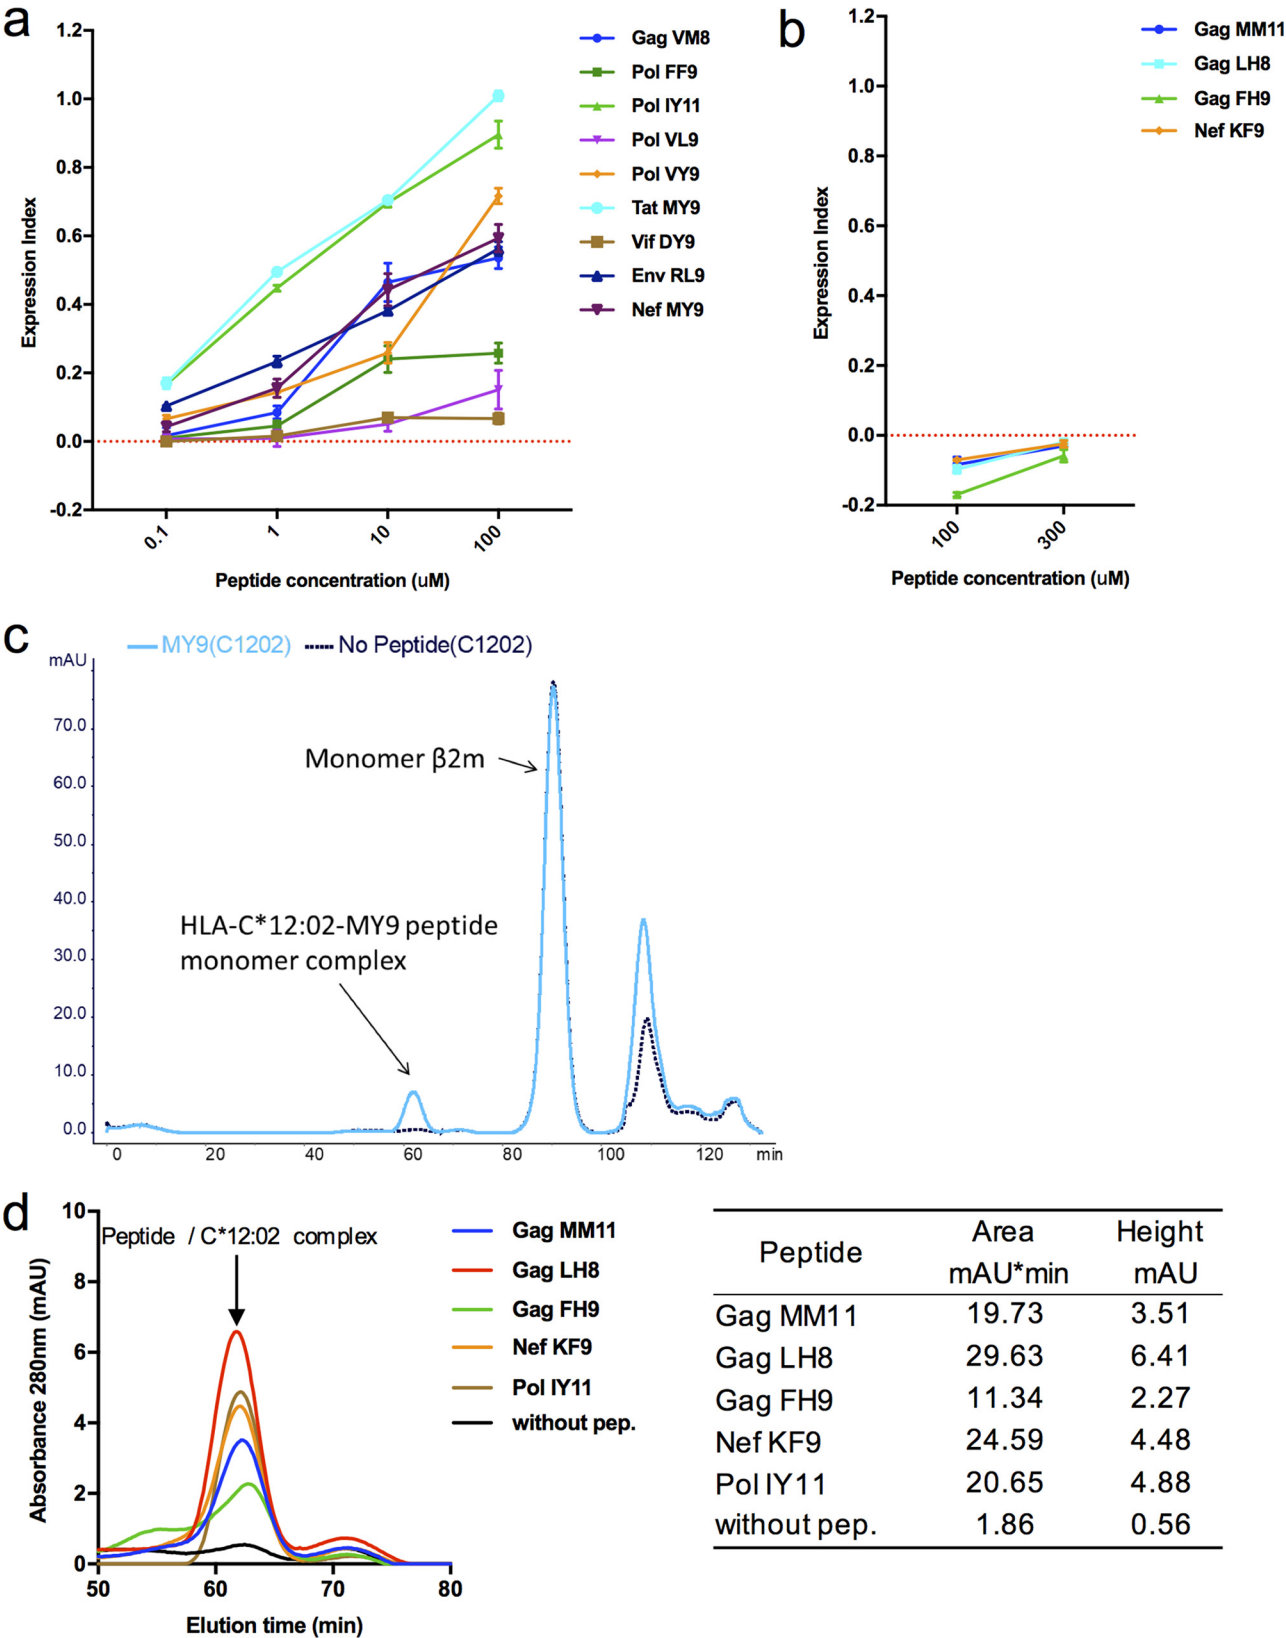 a
1.2
1.0
0.8
0.6
0.4
0.2
0.0
-0.2
Expression Index
0.1
1
10
100
Peptide concentration (uM)
Gag VM8
Pol FF9
Pol IY11
Pol VL9
Pol VY9
Tat MY9
Vif DY9
Env RL9
Nef MY9
b
1.2
1.0
0.8
0.6
0.4
0.2
0.0
-0.2
Expression Index
100
300
Peptide concentration (uM)
Gag MM11
Gag LH8
Gag FH9
Nef KF9
c
MY9(C1202)
No Peptide(C1202)
mAU
70.0
60.0
50.0
40.0
30.0
20.0
10.0
0.0
Monomer β2m
HLA-C*12:02-MY9 peptide
monomer complex
0
20
40
60
80
100
120
min
d
10
8
6
4
2
0
Absorbance 280nm (mAU)
Peptide / C*12:02 complex
50
60
70
80
Elution time (min)
Gag MM11
Gag LH8
Gag FH9
Nef KF9
Pol IY11
without pep.
Peptide Area mAU*min Height mAU
Gag MM11 19.73 3.51
Gag LH8 29.63 6.41
Gag FH9 11.34 2.27
Nef KF9 24.59 4.48
Pol IY11 20.65 4.88
without pep. 1.86 0.56